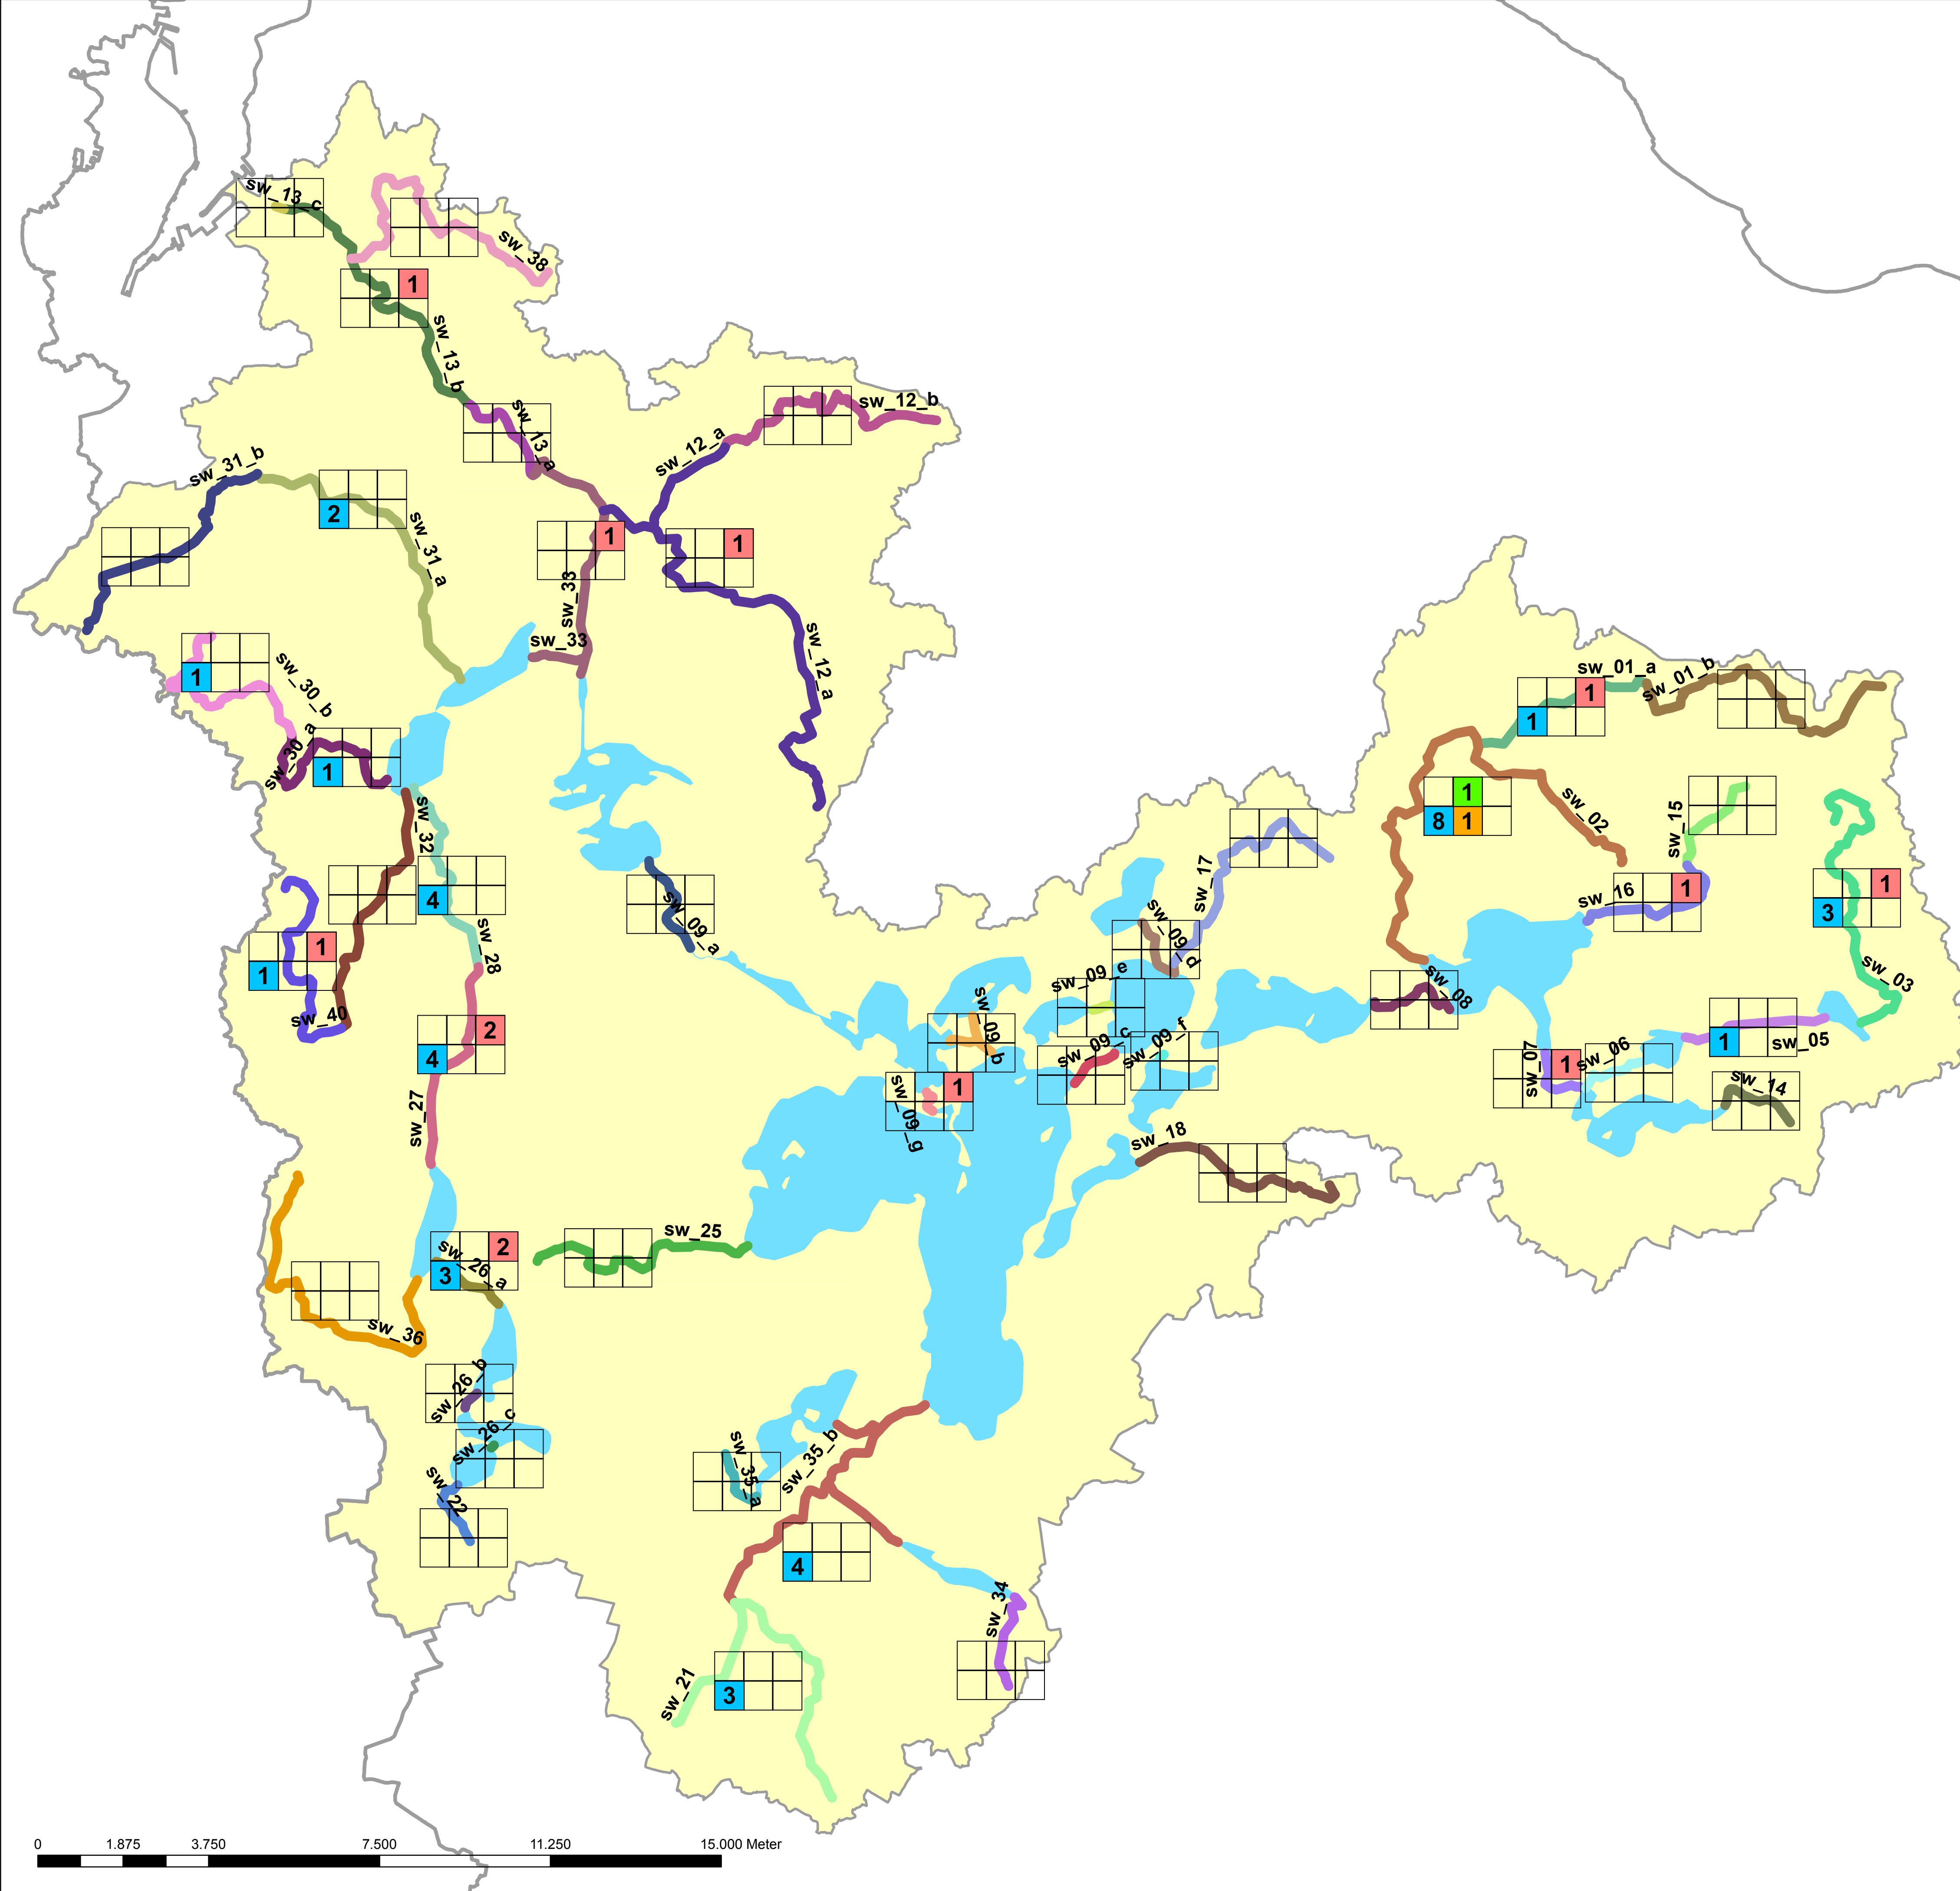 sw_13_c
sw_38
1
sw_13_b
sw_13_a
sw_12_b
sw_12_a
sw_31_b
2
sw_31_a
1
1
sw_33
sw_33
sw_12_a
1
sw_30_b
sw_30_a
1
sw_32
4
sw_28
1
1
sw_40
2
4
sw_27
sw_09_a
sw_01_a
sw_01_b
1
1
1
8
1
sw_02
sw_15
sw_16
1
1
3
sw_03
sw_17
sw_09_d
sw_09_e
sw_08
sw_09_b
sw_09_c
sw_09_f
1
sw_05
sw_07
1
sw_06
sw_14
1
sw_09_g
sw_18
sw_25
2
sw_26_a
3
sw_36
sw_26_b
sw_26_c
sw_22
sw_35_b
sw_35_a
4
sw_34
sw_21
3
0 1.875 3.750 7.500 11.250 15.000 Meter